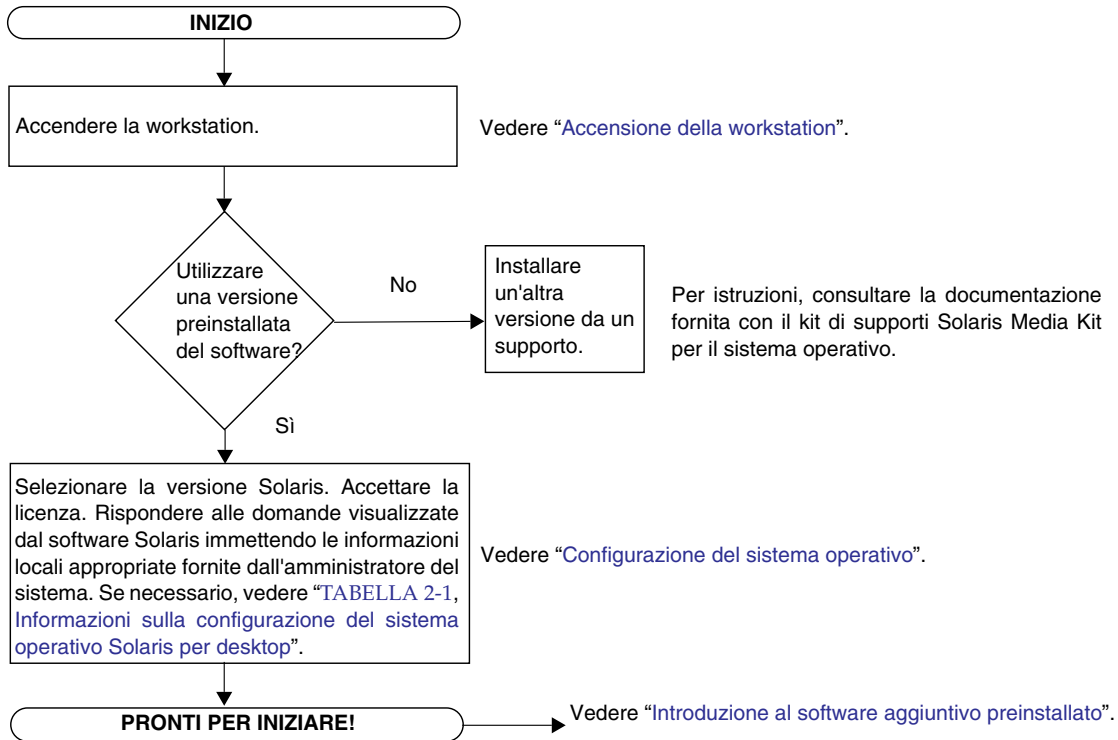 INIZIO
Accendere la workstation.
Vedere “Accensione della workstation”.
Utilizzare
una versione
preinstallata
del software?
No
Installare
un'altra
versione da un
supporto.
Per istruzioni, consultare la documentazione
fornita con il kit di supporti Solaris Media Kit
per il sistema operativo.
Sì
Selezionare la versione Solaris. Accettare la
licenza. Rispondere alle domande visualizzate
dal software Solaris immettendo le informazioni
locali appropriate fornite dall'amministratore del
sistema. Se necessario, vedere “TABELLA 2-1,
Informazioni sulla configurazione del sistema
operativo Solaris per desktop”.
Vedere “Configurazione del sistema operativo”.
PRONTI PER INIZIARE!
Vedere “Introduzione al software aggiuntivo preinstallato”.